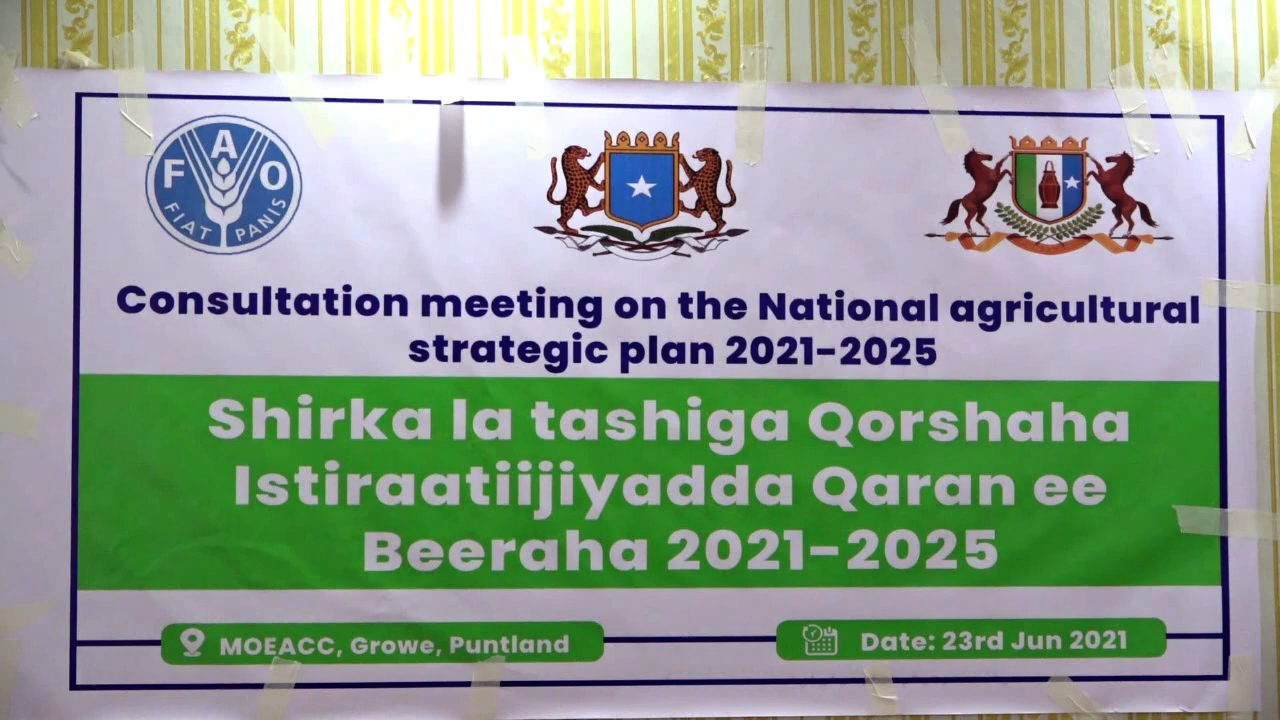 FAO
FIAT PANIS
Consultation meeting on the National agricultural
strategic plan 2021-2025
Shirka la tashiga Qorshaha
Istiraatiijiyadda Qaran ee
Beeraha 2021-2025
MOEACC, Growe, Puntland
Date: 23rd Jun 2021